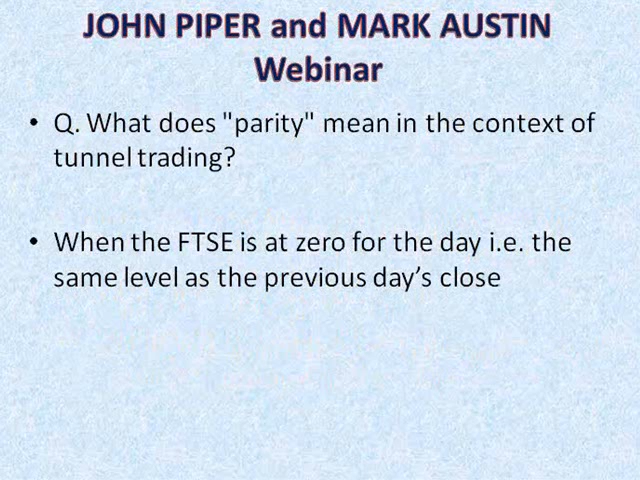 JOHN PIPER and MARK AUSTIN
Webinar
• Q. What does "parity" mean in the context of
tunnel trading?
• When the FTSE is at zero for the day i.e. the
same level as the previous day’s close